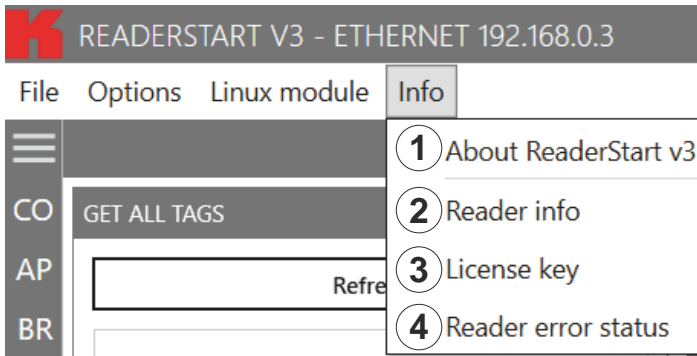 READERSTART V3 - ETHERNET 192.168.0.3
File Options Linux module Info
1 About ReaderStart v3
CO GET ALL TAGS 2 Reader info
AP Refre 3 License key
BR 4 Reader error status